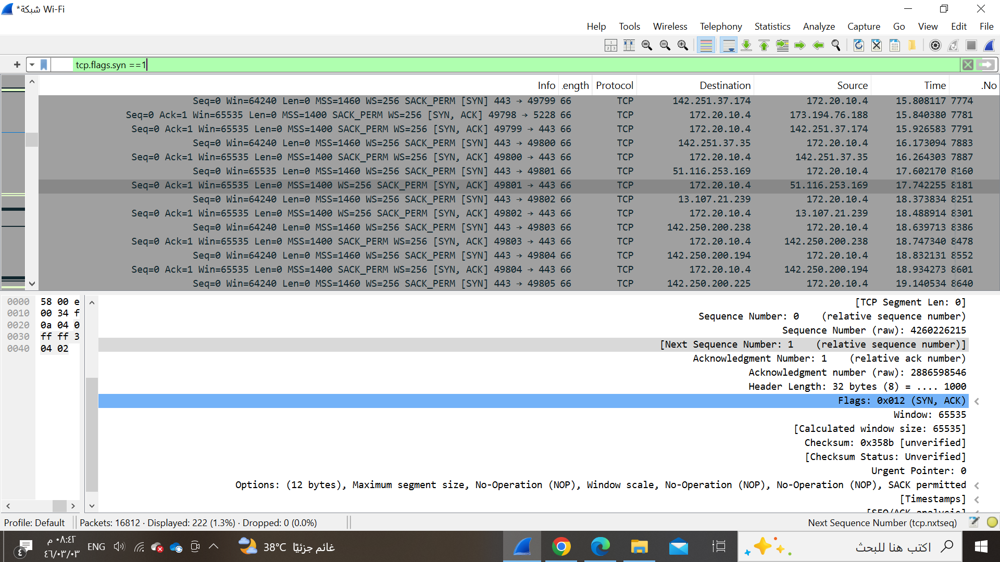 *شبكة Wi-Fi
Help Tools Wireless Telephony Statistics Analyze Capture Go View Edit File
tcp.flags.syn ==1
Info .ength Protocol Destination Source Time .No
Seq=0 Win=64240 Len=0 MSS=1460 WS=256 SACK_PERM [SYN] 443 → 49799 66 TCP 142.251.37.174 172.20.10.4 15.808117 7774
Seq=0 Ack=1 Win=65535 Len=0 MSS=1400 SACK_PERM WS=256 [SYN, ACK] 49798 → 5228 66 TCP 172.20.10.4 173.194.76.188 15.840380 7781
Seq=0 Ack=1 Win=65535 Len=0 MSS=1400 SACK_PERM WS=256 [SYN, ACK] 49799 → 443 66 TCP 172.20.10.4 142.251.37.174 15.926583 7791
Seq=0 Win=64240 Len=0 MSS=1460 WS=256 SACK_PERM [SYN] 443 → 49800 66 TCP 142.251.37.35 172.20.10.4 16.173094 7883
Seq=0 Ack=1 Win=65535 Len=0 MSS=1400 SACK_PERM WS=256 [SYN, ACK] 49800 → 443 66 TCP 172.20.10.4 142.251.37.35 16.264303 7887
Seq=0 Win=65535 Len=0 MSS=1460 WS=256 SACK_PERM [SYN] 443 → 49801 66 TCP 51.116.253.169 172.20.10.4 17.602170 8160
Seq=0 Ack=1 Win=65535 Len=0 MSS=1400 WS=256 SACK_PERM [SYN, ACK] 49801 → 443 66 TCP 172.20.10.4 51.116.253.169 17.742255 8181
Seq=0 Win=64240 Len=0 MSS=1460 WS=256 SACK_PERM [SYN] 443 → 49802 66 TCP 13.107.21.239 172.20.10.4 18.373834 8251
Seq=0 Ack=1 Win=65535 Len=0 MSS=1400 WS=256 SACK_PERM [SYN, ACK] 49802 → 443 66 TCP 172.20.10.4 13.107.21.239 18.488914 8301
Seq=0 Win=64240 Len=0 MSS=1460 WS=256 SACK_PERM [SYN] 443 → 49803 66 TCP 142.250.200.238 172.20.10.4 18.639713 8386
Seq=0 Ack=1 Win=65535 Len=0 MSS=1400 SACK_PERM WS=256 [SYN, ACK] 49803 → 443 66 TCP 172.20.10.4 142.250.200.238 18.747340 8478
Seq=0 Win=64240 Len=0 MSS=1460 WS=256 SACK_PERM [SYN] 443 → 49804 66 TCP 142.250.200.194 172.20.10.4 18.832131 8552
Seq=0 Ack=1 Win=65535 Len=0 MSS=1400 SACK_PERM WS=256 [SYN, ACK] 49804 → 443 66 TCP 172.20.10.4 142.250.200.194 18.934273 8601
Seq=0 Win=64240 Len=0 MSS=1460 WS=256 SACK_PERM [SYN] 443 → 49805 66 TCP 142.250.200.225 172.20.10.4 19.140534 8640
0000 58 00 e
0010 00 34 f
0020 0a 04 0
0030 ff ff 3
0040 04 02
[TCP Segment Len: 0]
Sequence Number: 0 (relative sequence number)
Sequence Number (raw): 4260226215
[Next Sequence Number: 1 (relative sequence number)]
Acknowledgment Number: 1 (relative ack number)
Acknowledgment number (raw): 2886598546
Header Length: 32 bytes (8) = .... 1000
Flags: 0x012 (SYN, ACK)
Window: 65535
[Calculated window size: 65535]
Checksum: 0x358b [unverified]
[Checksum Status: Unverified]
Urgent Pointer: 0
Options: (12 bytes), Maximum segment size, No-Operation (NOP), Window scale, No-Operation (NOP), No-Operation (NOP), SACK permitted
[Timestamps]
[SEQ/ACK analysis]
Profile: Default Packets: 16812 · Displayed: 222 (1.3%) · Dropped: 0 (0.0%) Next Sequence Number (tcp.nxtseq)
٠٨:٤٢ م
٤٦/٠٣/٠٣
٤
ENG
38°C غائم جزئيًا
اكتب هنا للبحث